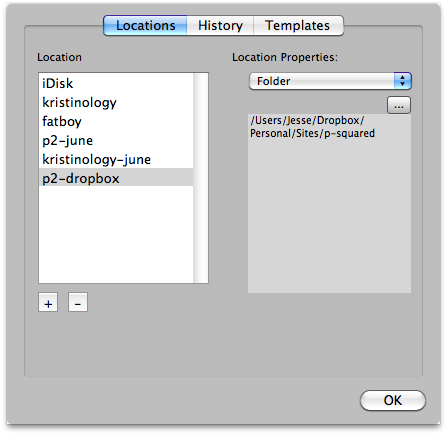 Locations History Templates
Location
Location Properties:
iDisk
kristinology
fatboy
p2-june
kristinology-june
p2-dropbox
+ -
Folder
...
/Users/Jesse/Dropbox/
Personal/Sites/p-squared
OK